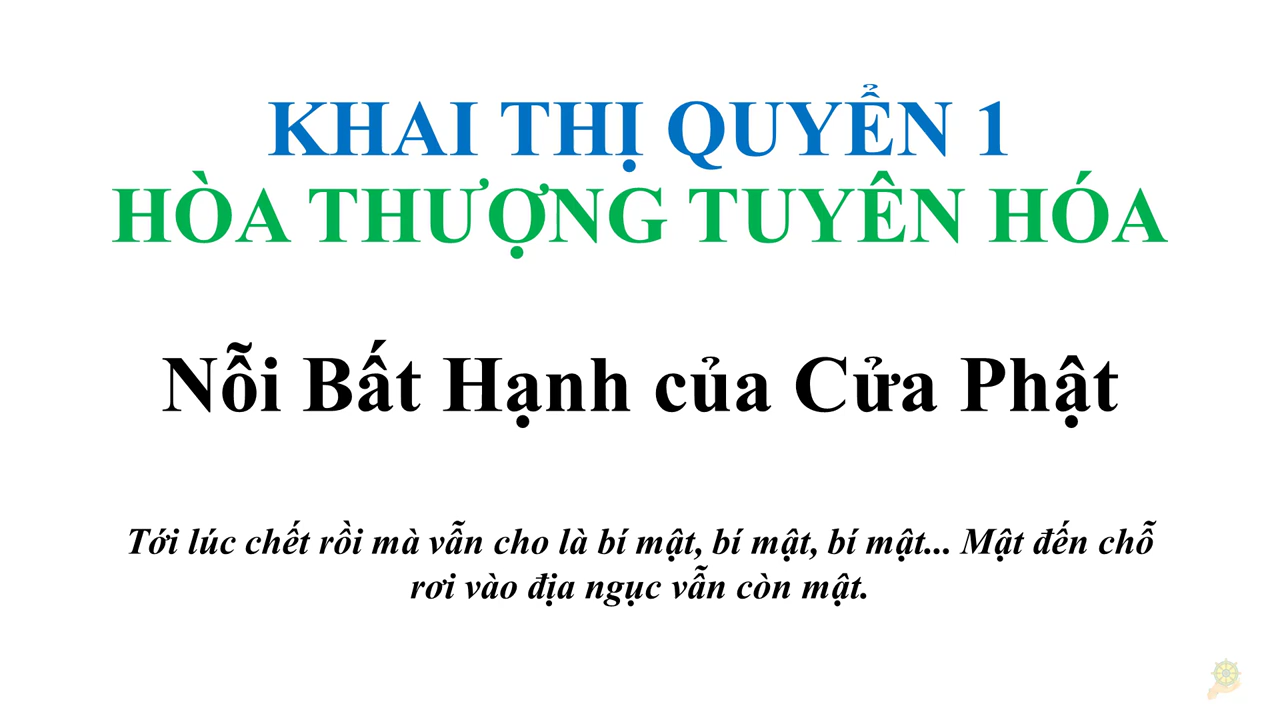 KHAI THỊ QUYỂN 1
HÒA THƯỢNG TUYÊN HÓA
Nỗi Bất Hạnh của Cửa Phật
Tới lúc chết rồi mà vẫn cho là bí mật, bí mật, bí mật... Mật đến chỗ
rơi vào địa ngục vẫn còn mật.